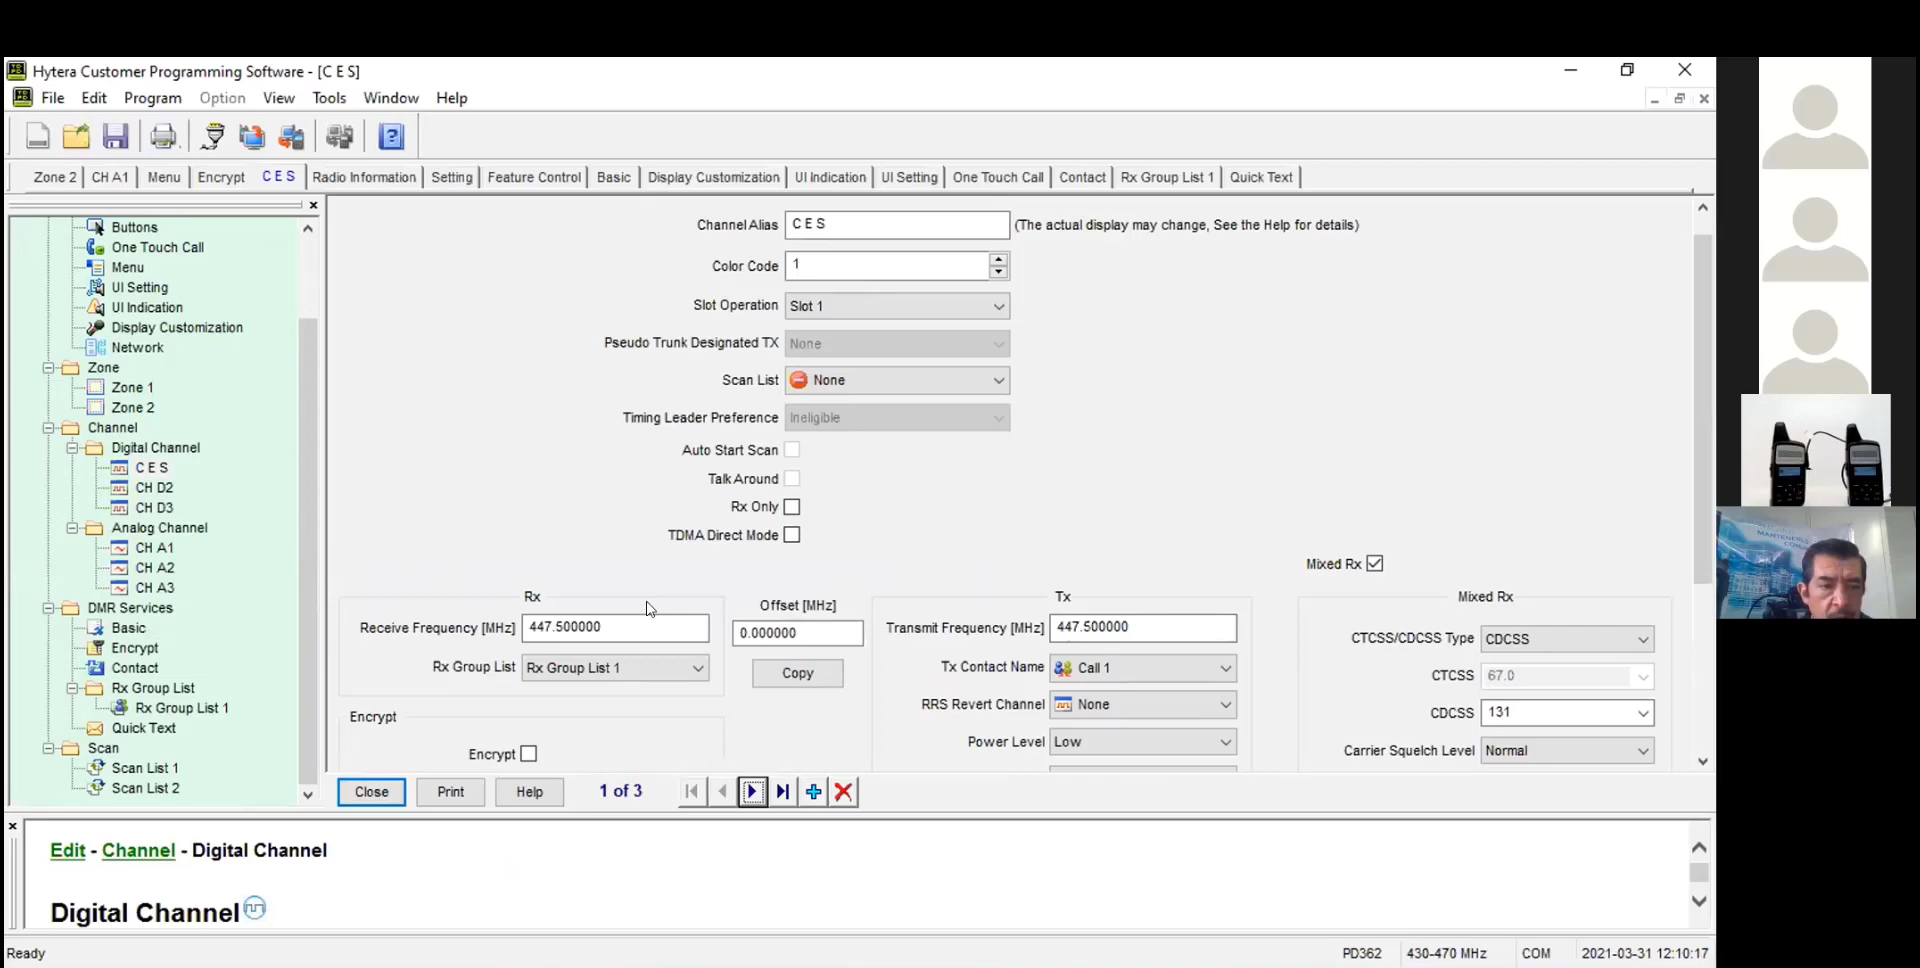 Hytera Customer Programming Software - [C E S]
File Edit Program Option View Tools Window Help
Zone 2 CH A1 Menu Encrypt C E S Radio Information Setting Feature Control Basic Display Customization UI Indication UI Setting One Touch Call Contact Rx Group List 1 Quick Text
Buttons
One Touch Call
Menu
UI Setting
UI Indication
Display Customization
Network
Zone
Zone 1
Zone 2
Channel
Digital Channel
C E S
CH D2
CH D3
Analog Channel
CH A1
CH A2
CH A3
DMR Services
Basic
Encrypt
Contact
Rx Group List
Rx Group List 1
Quick Text
Scan
Scan List 1
Scan List 2
Channel Alias C E S (The actual display may change, See the Help for details)
Color Code 1
Slot Operation Slot 1
Pseudo Trunk Designated TX None
Scan List None
Timing Leader Preference Ineligible
Auto Start Scan
Talk Around
Rx Only
TDMA Direct Mode
Mixed Rx
Rx
Receive Frequency [MHz] 447.500000
Rx Group List Rx Group List 1
Offset [MHz]
0.000000
Copy
Tx
Transmit Frequency [MHz] 447.500000
Tx Contact Name Call 1
RRS Revert Channel None
Power Level Low
Mixed Rx
CTCSS/CDCSS Type CDCSS
CTCSS 67.0
CDCSS 131
Carrier Squelch Level Normal
Encrypt
Encrypt
Close Print Help 1 of 3
Edit - Channel - Digital Channel
Digital Channel
Ready PD362 430-470 MHz COM 2021-03-31 12:10:17